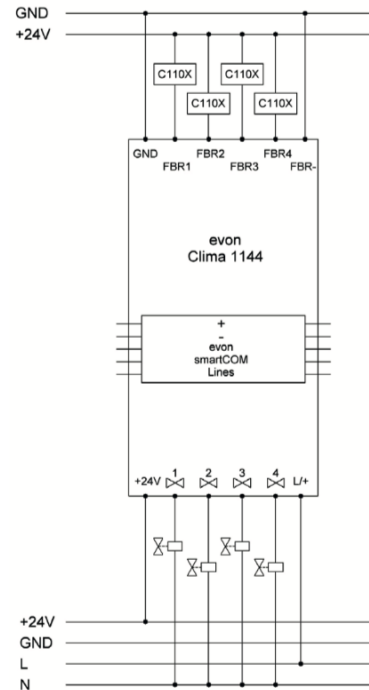 GND
+24V
C110X
C110X
C110X
C110X
GND
FBR1
FBR2
FBR3
FBR4
FBR-
evon
Clima 1144
+
-
evon
smartCOM
Lines
+24V
1
2
3
4
L/+
+24V
GND
L
N